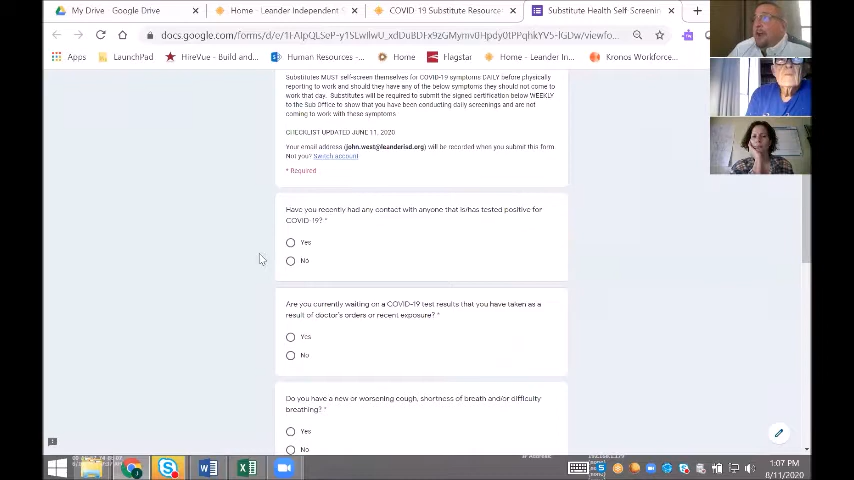 My Drive - Google Drive
Home - Leander Independent S
COVID-19 Substitute Resource
Substitute Health Self-Screenin
docs.google.com/forms/d/e/
Apps
LaunchPad
HireVue - Build and...
Human Resources -...
Home
Flagstar
Home - Leander Ind...
Kronos Workforce...
Substitutes MUST self-screen themselves for COVID-19 symptoms DAILY before physically
reporting to work and should they have any of the below symptoms they should not come to
work that day. Substitutes will be required to submit the signed certification below WEEKLY
to the Sub Office to show that you have been conducting daily screenings and are not
coming to work with these symptoms
CHECKLIST UPDATED JUNE 11, 2020
Your email address (john.west@leanderisd.org) will be recorded when you submit this form.
Not you? Switch account
* Required
Have you recently had any contact with anyone that is/has tested positive for
COVID-19? *
Yes
No
Are you currently waiting on a COVID-19 test results that you have taken as a
result of doctor's orders or recent exposure? *
Yes
No
Do you have a new or worsening cough, shortness of breath and/or difficulty
breathing? *
Yes
No
1:07 PM
8/11/2020